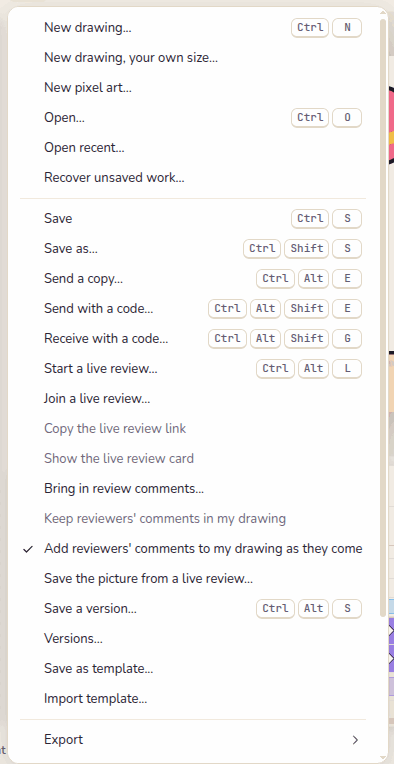 New drawing...
Ctrl N
New drawing, your own size...
New pixel art...
Open...
Ctrl O
Open recent...
Recover unsaved work...
Save
Ctrl S
Save as...
Ctrl Shift S
Send a copy...
Ctrl Alt E
Send with a code...
Ctrl Alt Shift E
Receive with a code...
Ctrl Alt Shift G
Start a live review...
Ctrl Alt L
Join a live review...
Copy the live review link
Show the live review card
Bring in review comments...
Keep reviewers' comments in my drawing
Add reviewers' comments to my drawing as they come
Save the picture from a live review...
Save a version...
Ctrl Alt S
Versions...
Save as template...
Import template...
Export